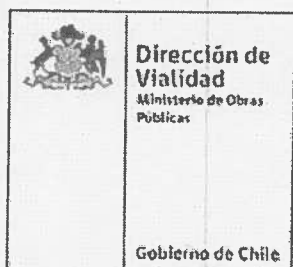 Dirección de
Vialidad
Ministerio de Obras
Públicas
Gobierno de Chile